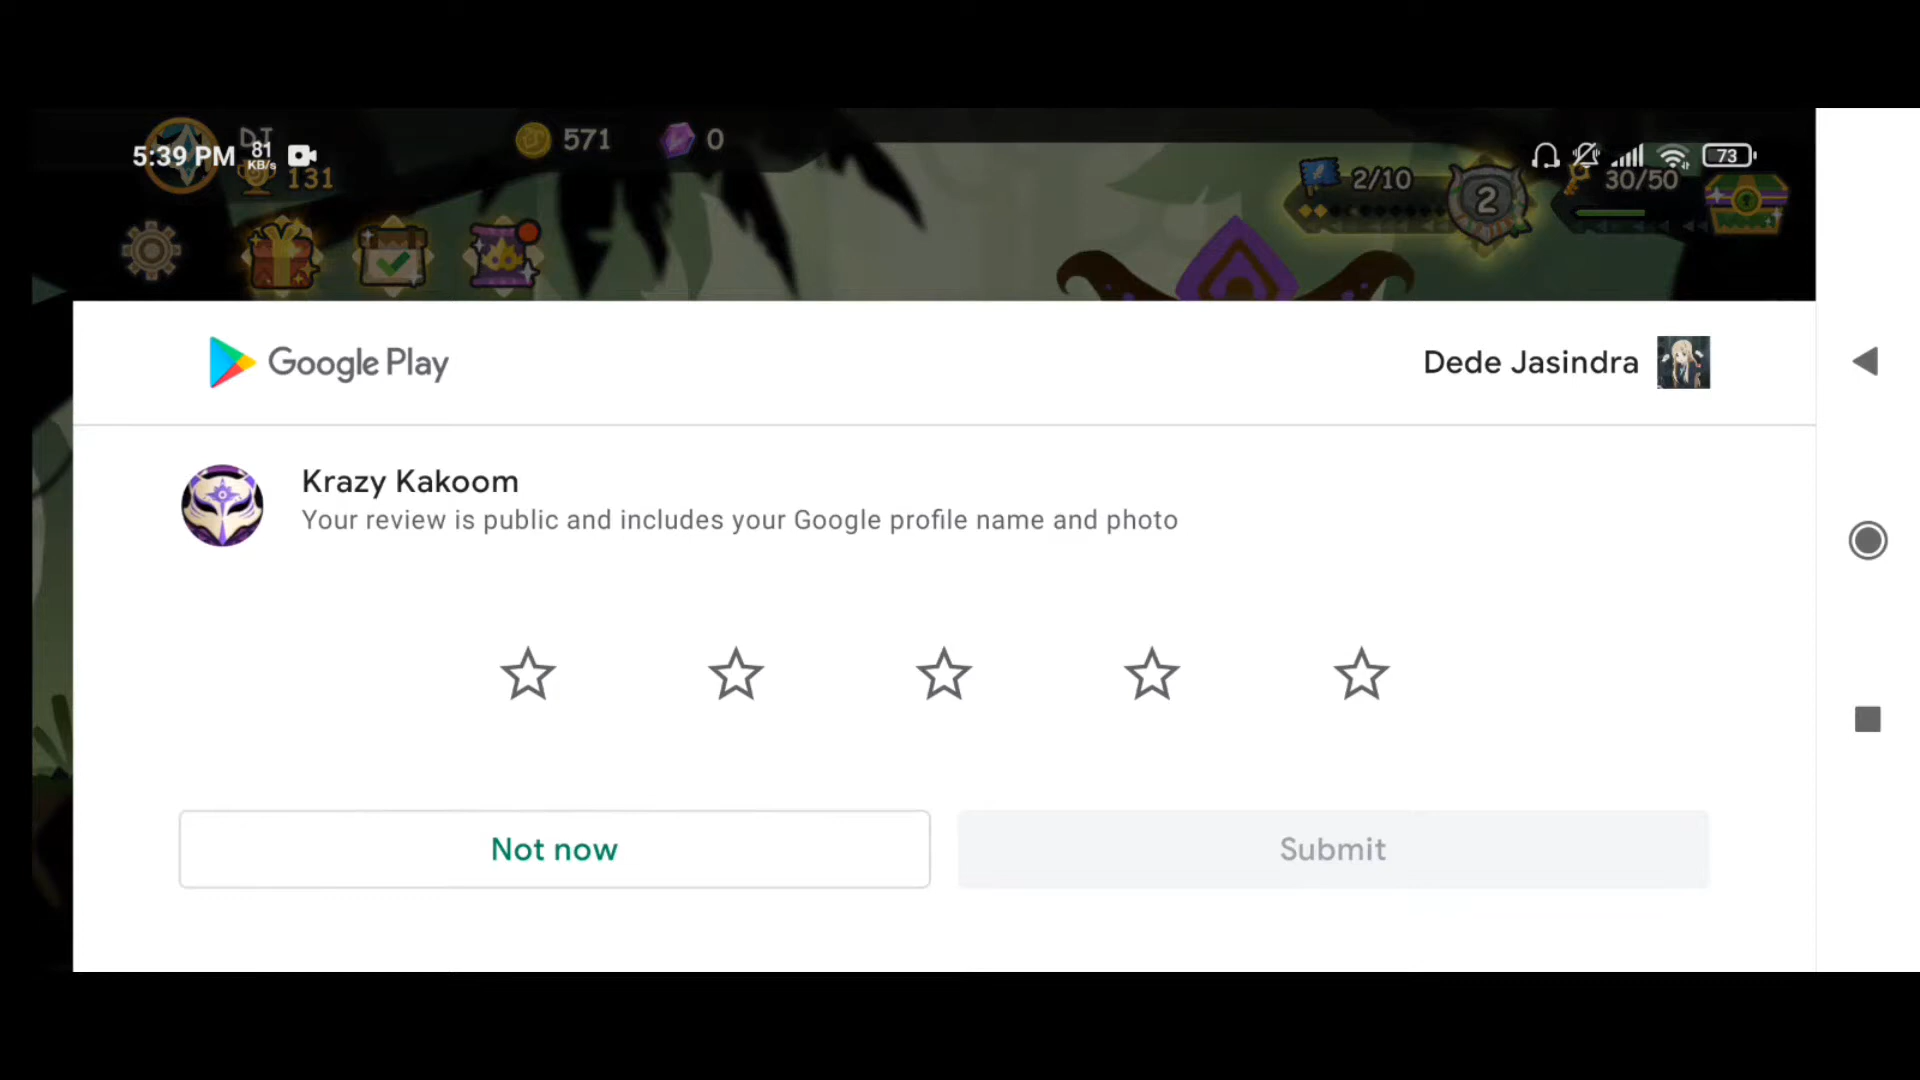 DJ
5:39 PM 81 KB/s
131
571
0
2/10
2
30/50
73
Google Play
Dede Jasindra
Krazy Kakoom
Your review is public and includes your Google profile name and photo
Not now
Submit